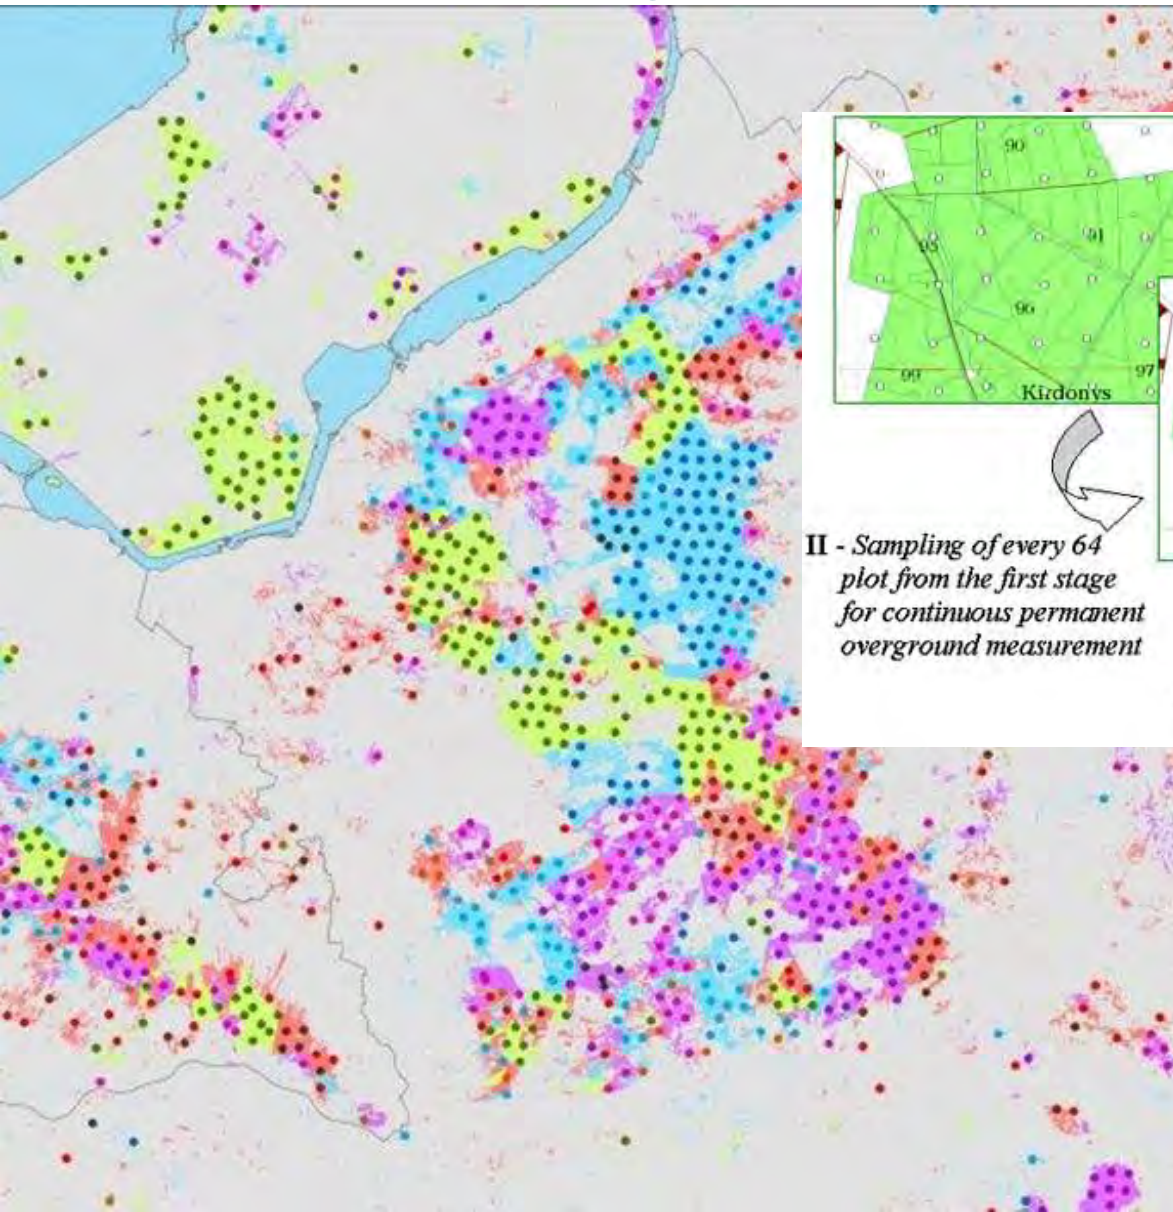 90
93
91
96
99
97
Kirdonys
II - Sampling of every 64
plot from the first stage
for continuous permanent
overground measurement